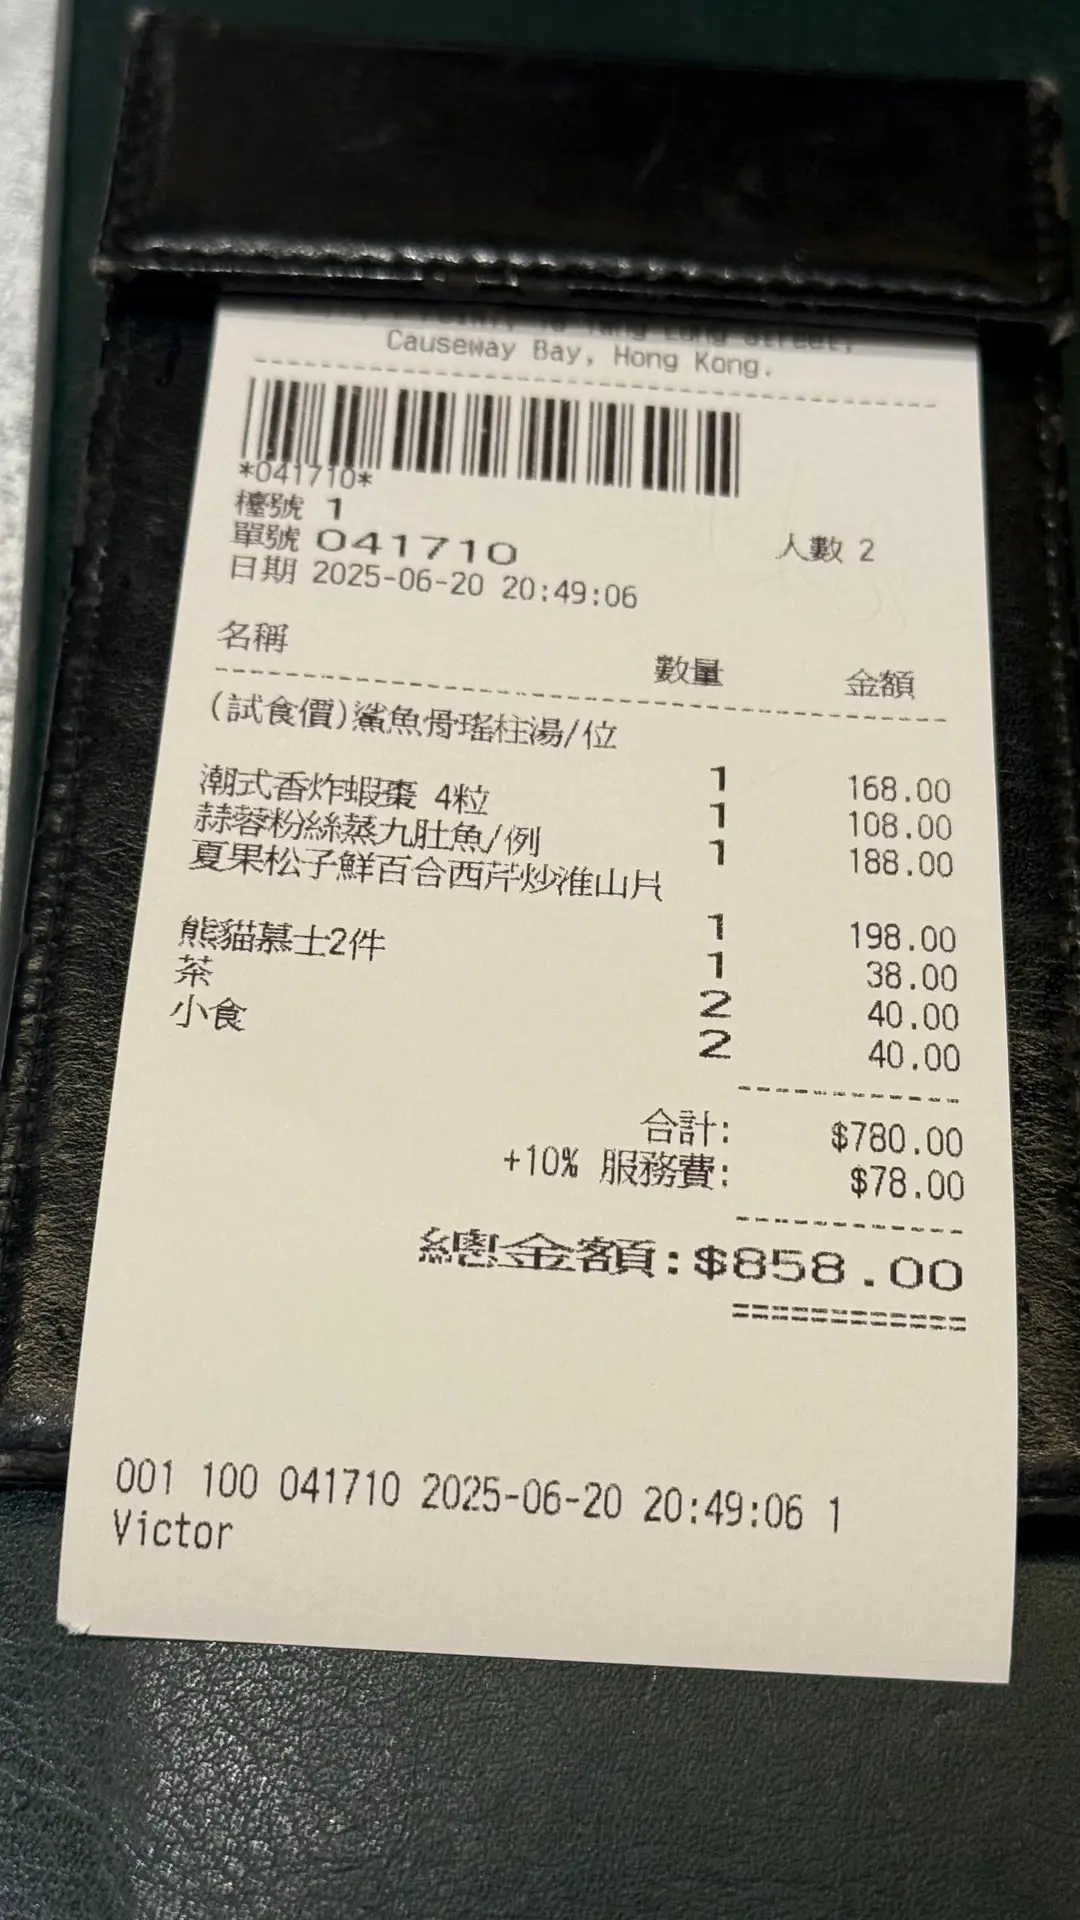 Tang Lung Street,
Causeway Bay, Hong Kong.
*041710*
檯號 1
單號 041710 人數 2
日期 2025-06-20 20:49:06
名稱 數量 金額
(試食價)鯊魚骨瑤柱湯/位
1 168.00
潮式香炸蝦棗 4粒 1 108.00
蒜蓉粉絲蒸九肚魚/例 1 188.00
夏果松子鮮百合西芹炒淮山片
1 198.00
熊貓慕士2件 1 38.00
茶 2 40.00
小食 2 40.00
合計: $780.00
+10% 服務費: $78.00
總金額:$858.00
001 100 041710 2025-06-20 20:49:06 1
Victor